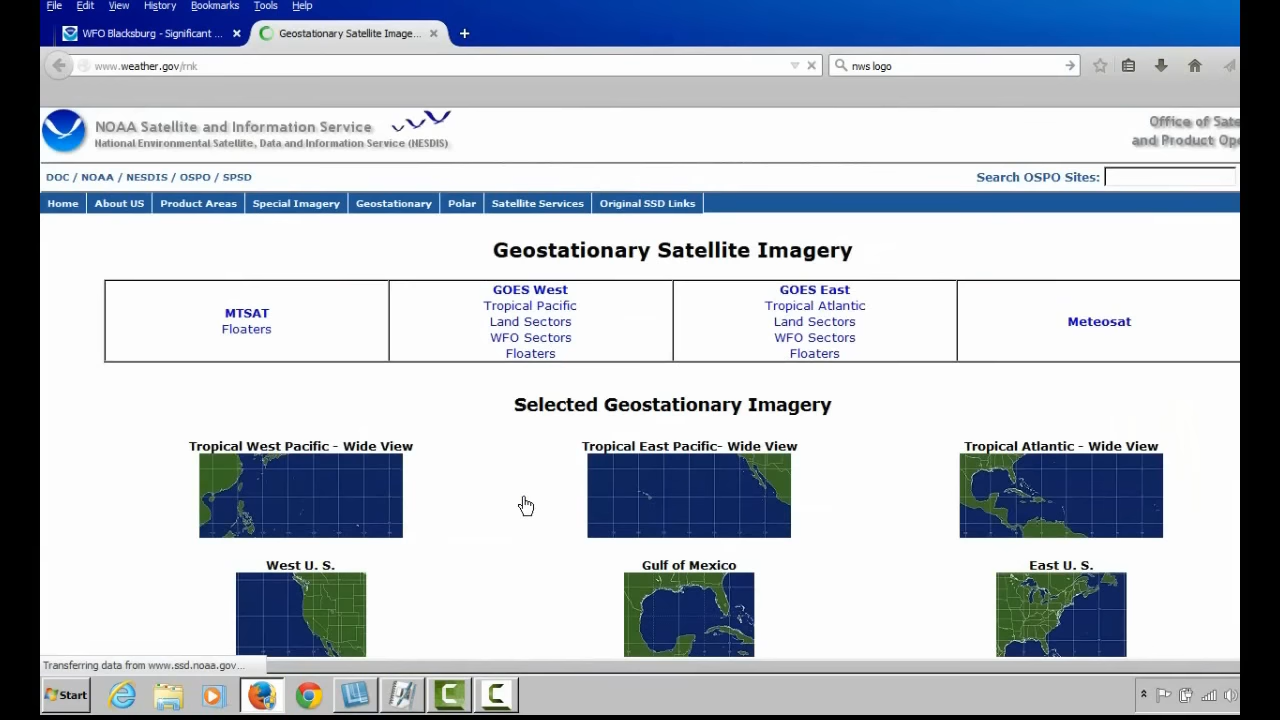 File Edit View History Bookmarks Tools Help
WFO Blacksburg - Significant ... × Geostationary Satellite Image... × +
www.weather.gov/rnk
nws logo
NOAA Satellite and Information Service
National Environmental Satellite, Data and Information Service (NESDIS)
Office of Sate
and Product Ope
DOC / NOAA / NESDIS / OSPO / SPSD
Search OSPO Sites:
Home About US Product Areas Special Imagery Geostationary Polar Satellite Services Original SSD Links
Geostationary Satellite Imagery
MTSAT
Floaters
GOES West
Tropical Pacific
Land Sectors
WFO Sectors
Floaters
GOES East
Tropical Atlantic
Land Sectors
WFO Sectors
Floaters
Meteosat
Selected Geostationary Imagery
Tropical West Pacific - Wide View
Tropical East Pacific- Wide View
Tropical Atlantic - Wide View
West U. S.
Gulf of Mexico
East U. S.
Transferring data from www.ssd.noaa.gov...
Start